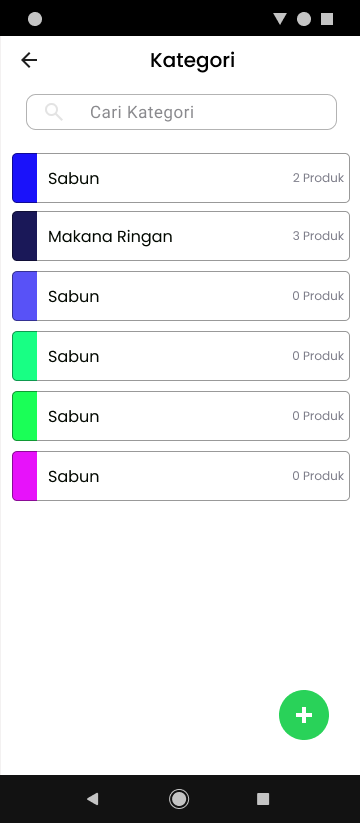 Kategori
Cari Kategori
Sabun 2 Produk
Makana Ringan 3 Produk
Sabun 0 Produk
Sabun 0 Produk
Sabun 0 Produk
Sabun 0 Produk